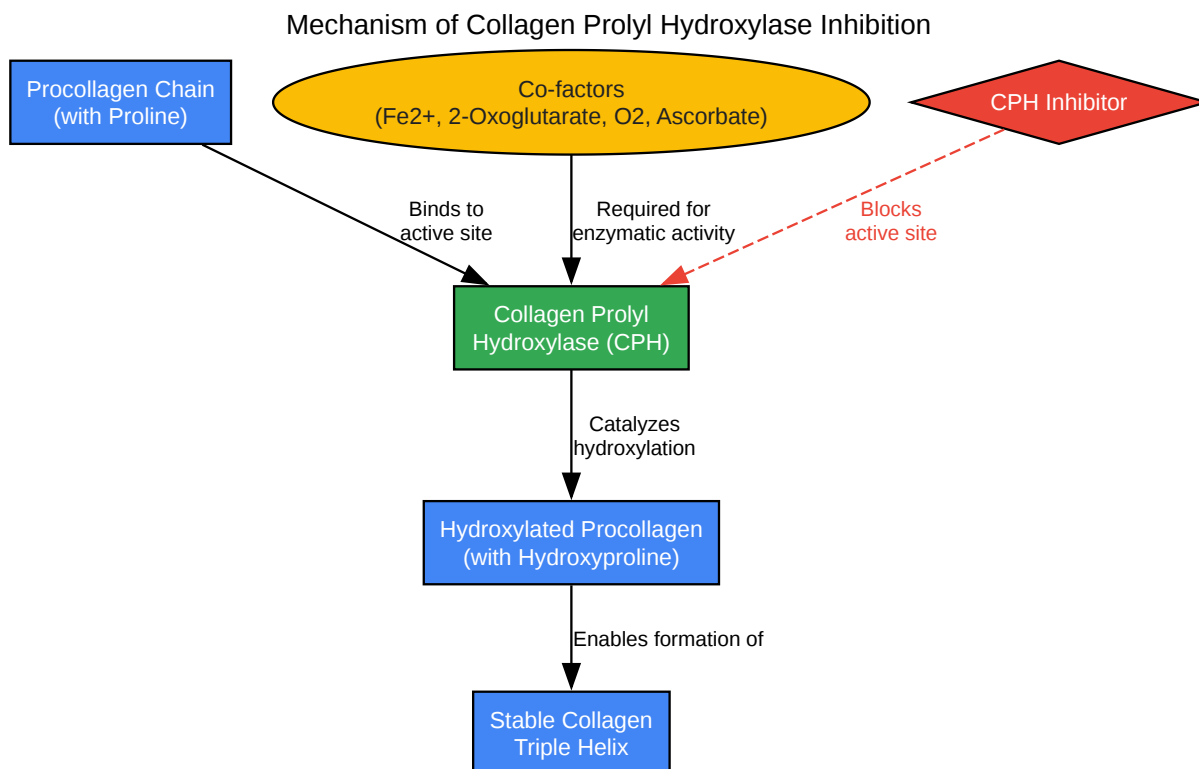 Mechanism of Collagen Prolyl Hydroxylase Inhibition
Procollagen Chain
(with Proline)
Co-factors
(Fe2+, 2-Oxoglutarate, O2, Ascorbate)
CPH Inhibitor
Binds to
active site
Required for
enzymatic activity
Blocks
active site
Collagen Prolyl
Hydroxylase (CPH)
Catalyzes
hydroxylation
Hydroxylated Procollagen
(with Hydroxyproline)
Enables formation of
Stable Collagen
Triple Helix